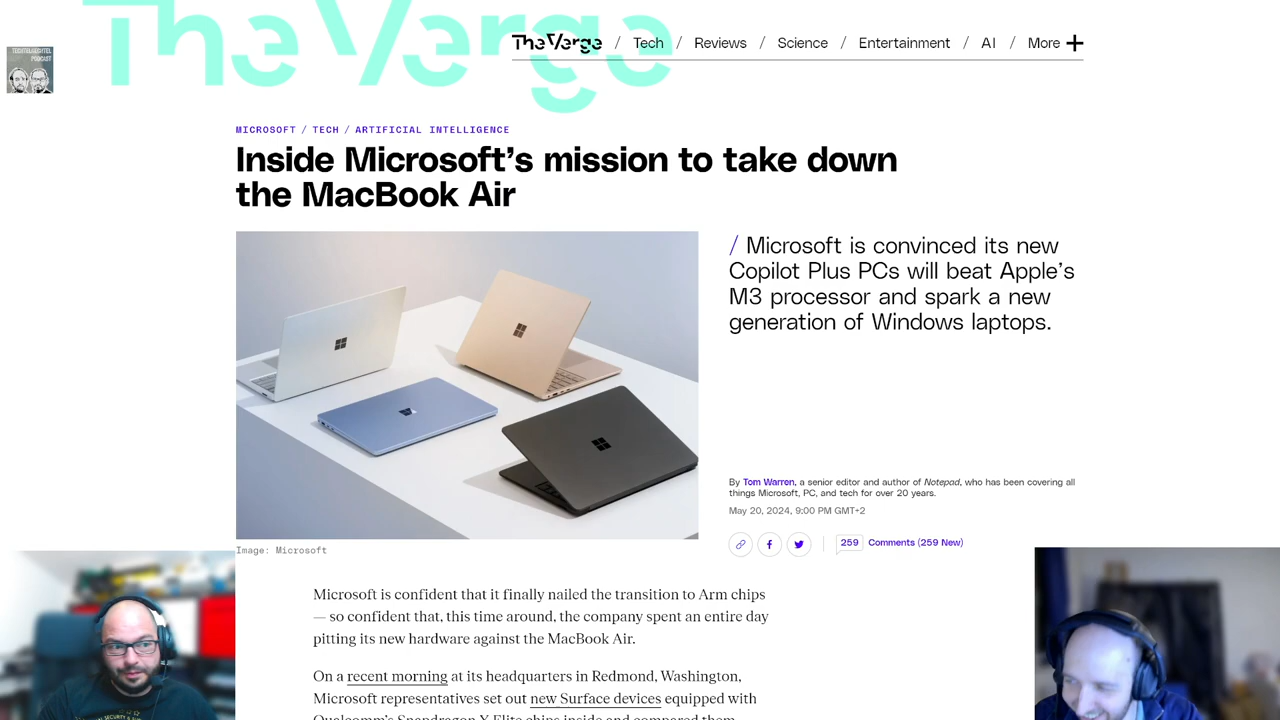 The Verge
TECHTELMECHTEL
PODCAST
The Verge / Tech / Reviews / Science / Entertainment / AI / More +
MICROSOFT / TECH / ARTIFICIAL INTELLIGENCE
Inside Microsoft's mission to take down
the MacBook Air
/ Microsoft is convinced its new
Copilot Plus PCs will beat Apple's
M3 processor and spark a new
generation of Windows laptops.
By Tom Warren, a senior editor and author of Notepad, who has been covering all
things Microsoft, PC, and tech for over 20 years.
May 20, 2024, 9:00 PM GMT+2
259 Comments (259 New)
Image: Microsoft
Microsoft is confident that it finally nailed the transition to Arm chips
— so confident that, this time around, the company spent an entire day
pitting its new hardware against the MacBook Air.
On a recent morning at its headquarters in Redmond, Washington,
Microsoft representatives set out new Surface devices equipped with
Qualcomm's Snapdragon X Elite chips inside and compared them